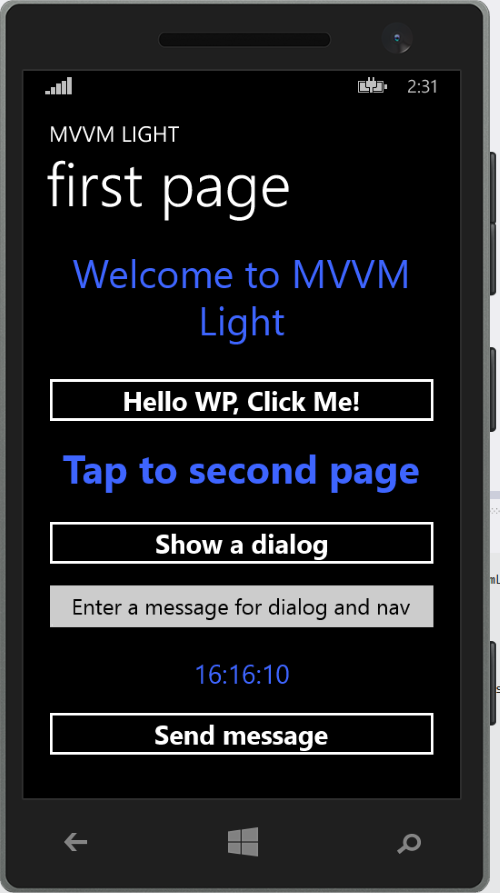 2:31
MVVM LIGHT
first page
Welcome to MVVM
Light
Hello WP, Click Me!
Tap to second page
Show a dialog
Enter a message for dialog and nav
16:16:10
Send message